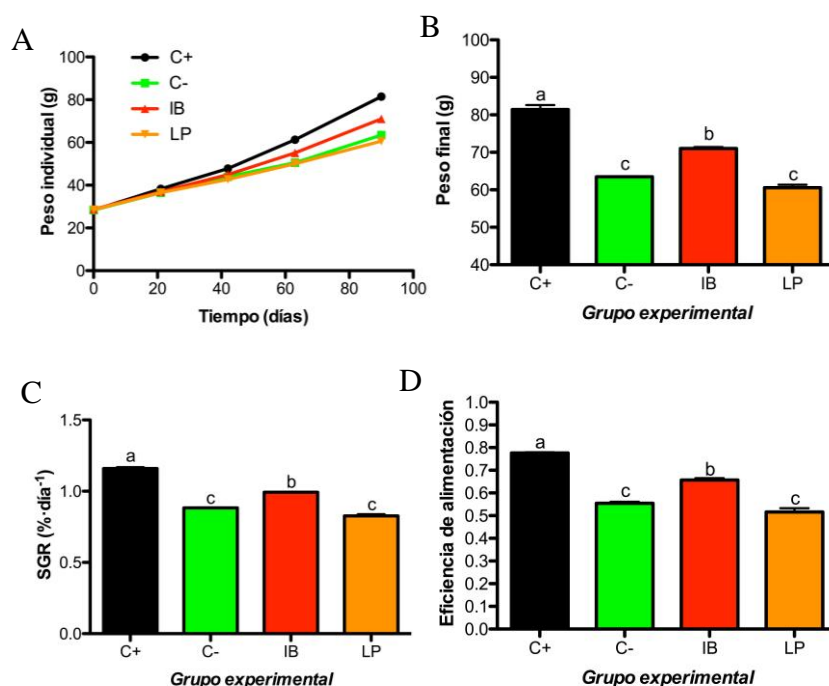 A
C+
C-
IB
LP
100
80
60
40
20
0
Peso individual (g)
0 20 40 60 80 100
Tiempo (días)
B
100
90
80
70
60
50
40
Peso final (g)
a
c
b
c
C+ C- IB LP
Grupo experimental
C
1.5
1.0
0.5
0.0
SGR (%·día-1)
a
c
b
c
C+ C- IB LP
Grupo experimental
D
1.0
0.9
0.8
0.7
0.6
0.5
0.4
0.3
0.2
0.1
0.0
Eficiencia de alimentación
a
c
b
c
C+ C- IB LP
Grupo experimental